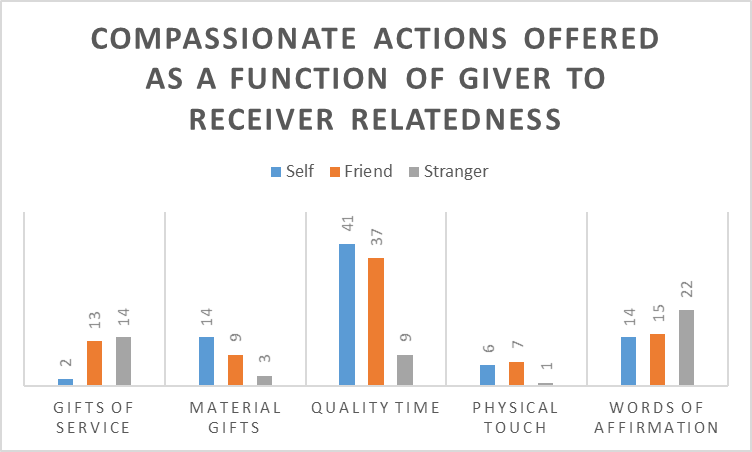 COMPASSIONATE ACTIONS OFFERED
AS A FUNCTION OF GIVER TO
RECEIVER RELATEDNESS
Self Friend Stranger
2 13 14
14 9 3
41 37 9
6 7 1
14 15 22
GIFTS OF
SERVICE
MATERIAL
GIFTS
QUALITY TIME
PHYSICAL
TOUCH
WORDS OF
AFFIRMATION